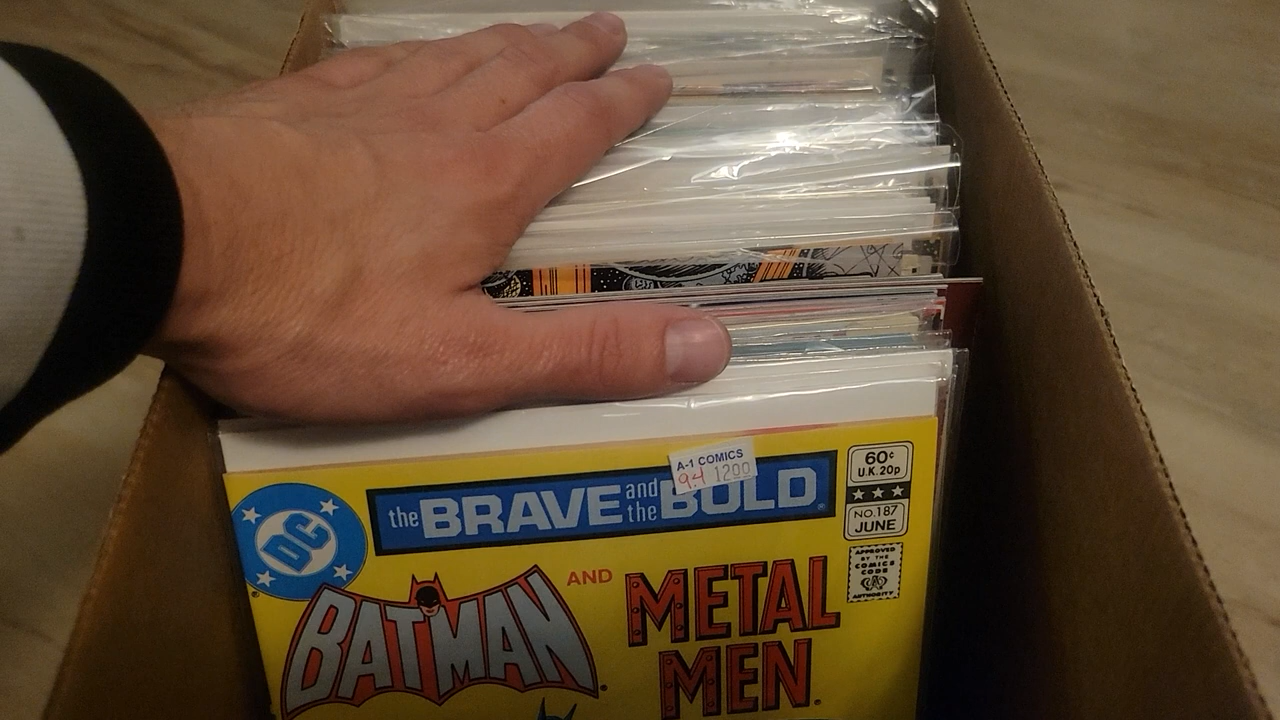 A-1 COMICS
9.4 1200
the BRAVE and the BOLD
60¢
U.K. 20p
NO. 187
JUNE
DC
APPROVED
BY THE
COMICS
CODE
CA
AUTHORITY
BATMAN AND METAL
MEN.